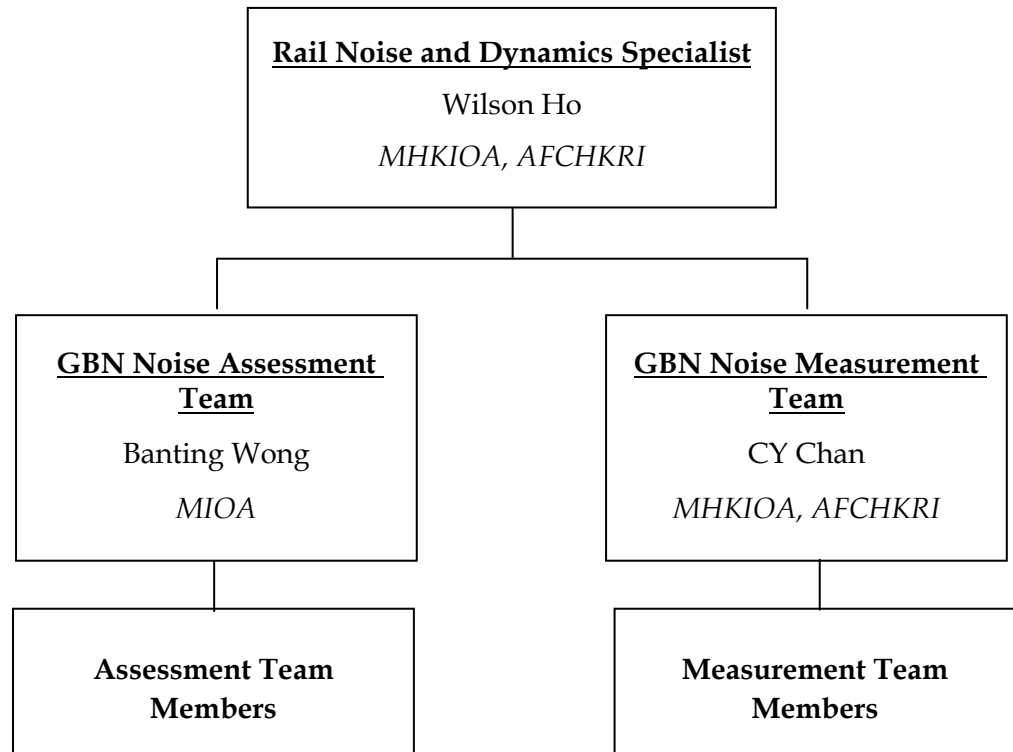 Rail Noise and Dynamics Specialist
Wilson Ho
MHKIOA, AFCHKRI
GBN Noise Assessment
Team
Banting Wong
MIOA
GBN Noise Measurement
Team
CY Chan
MHKIOA, AFCHKRI
Assessment Team
Members
Measurement Team
Members